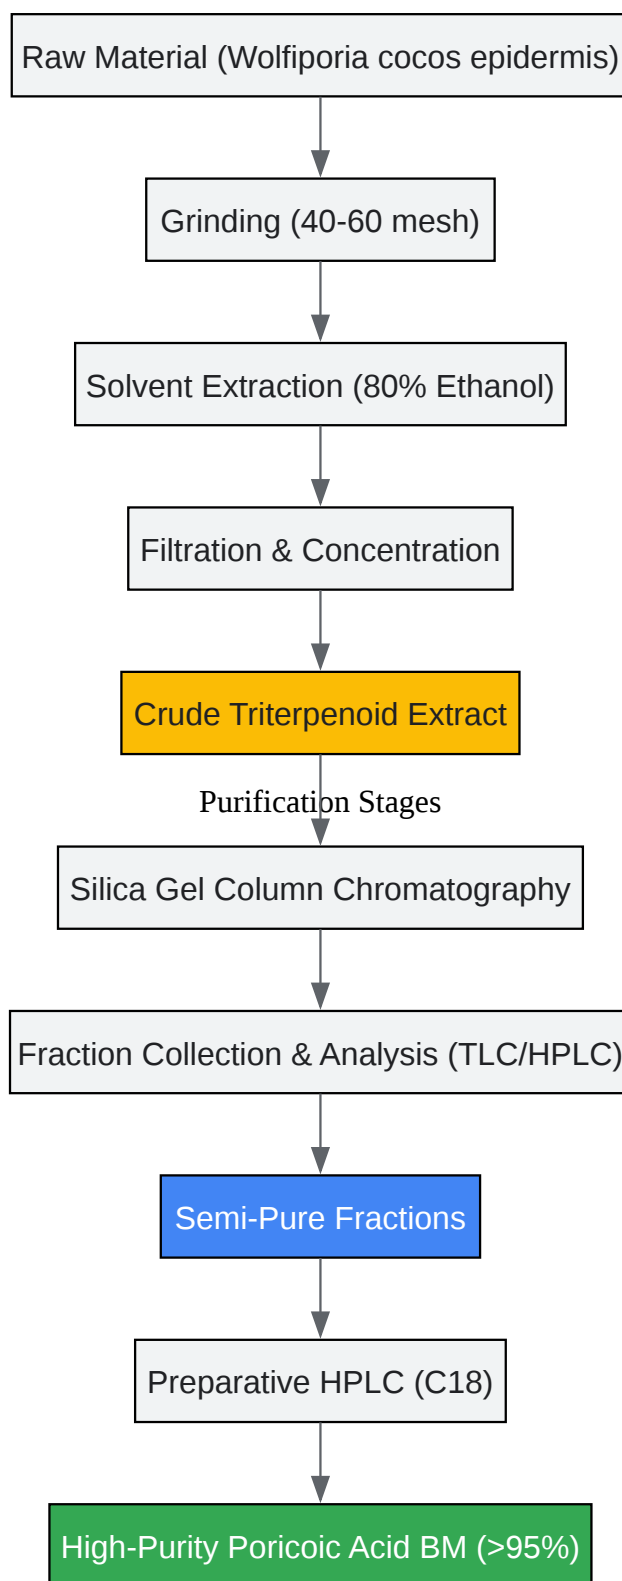 Raw Material (Wolfiporia cocos epidermis)
Grinding (40-60 mesh)
Solvent Extraction (80% Ethanol)
Filtration & Concentration
Crude Triterpenoid Extract
Purification Stages
Silica Gel Column Chromatography
Fraction Collection & Analysis (TLC/HPLC)
Semi-Pure Fractions
Preparative HPLC (C18)
High-Purity Poricoic Acid BM (>95%)